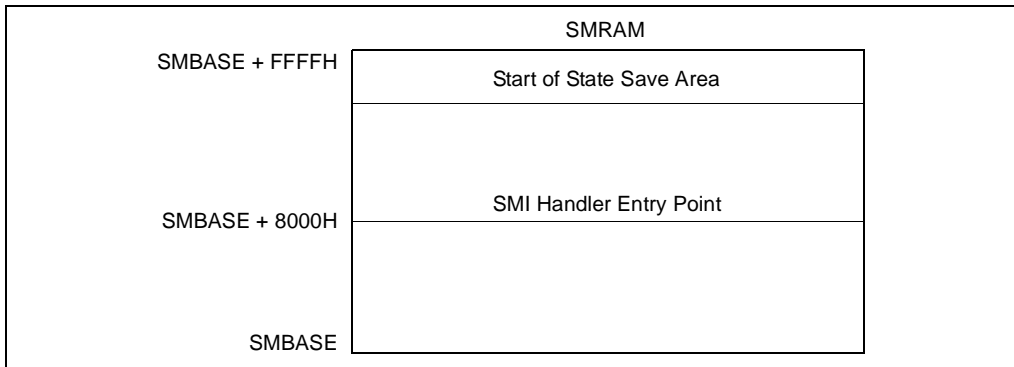 SMRAM
SMBASE + FFFFH
Start of State Save Area
SMI Handler Entry Point
SMBASE + 8000H
SMBASE